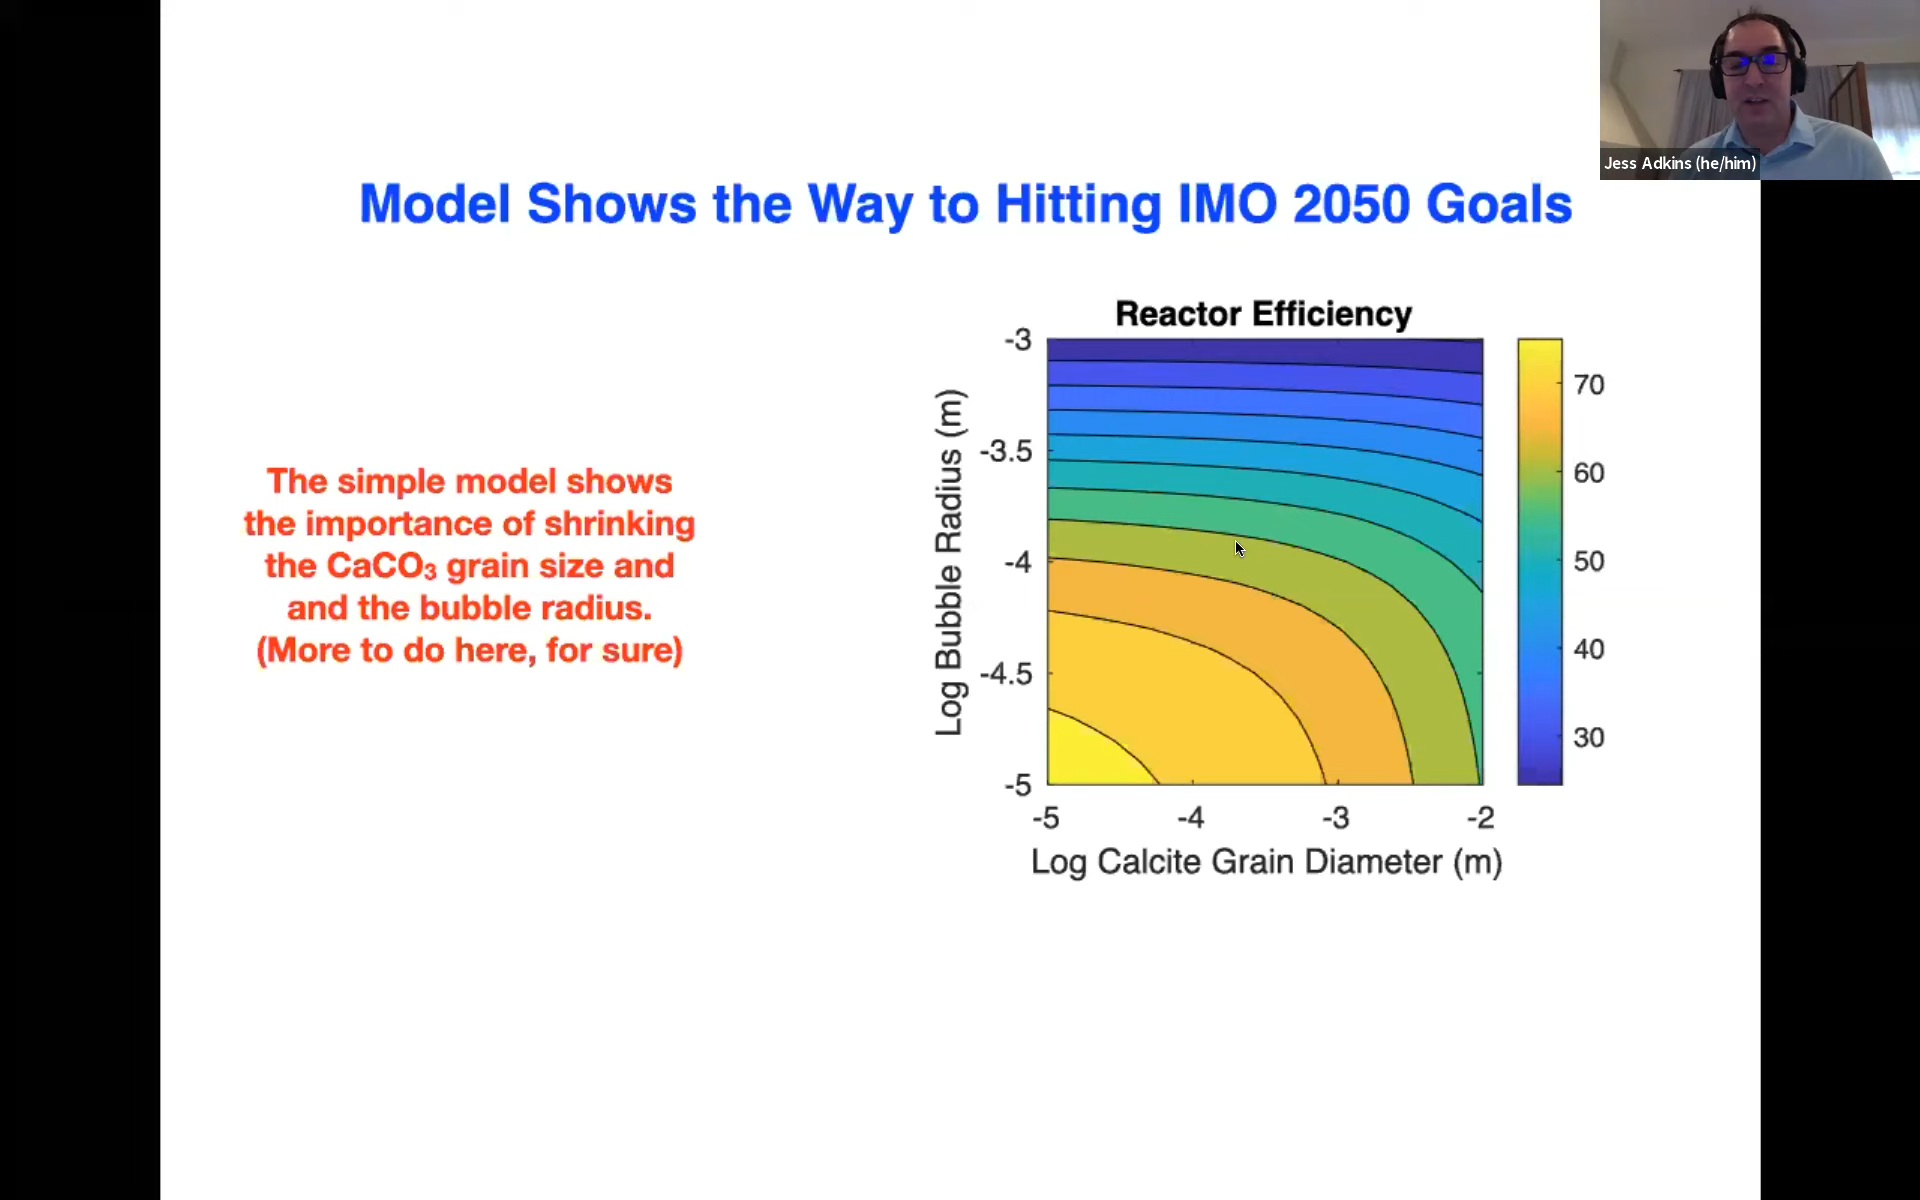 Jess Adkins (he/him)
Model Shows the Way to Hitting IMO 2050 Goals
The simple model shows
the importance of shrinking
the CaCO₃ grain size and
and the bubble radius.
(More to do here, for sure)
Reactor Efficiency
Log Bubble Radius (m)
-3
-3.5
-4
-4.5
-5
-5 -4 -3 -2
Log Calcite Grain Diameter (m)
70
60
50
40
30